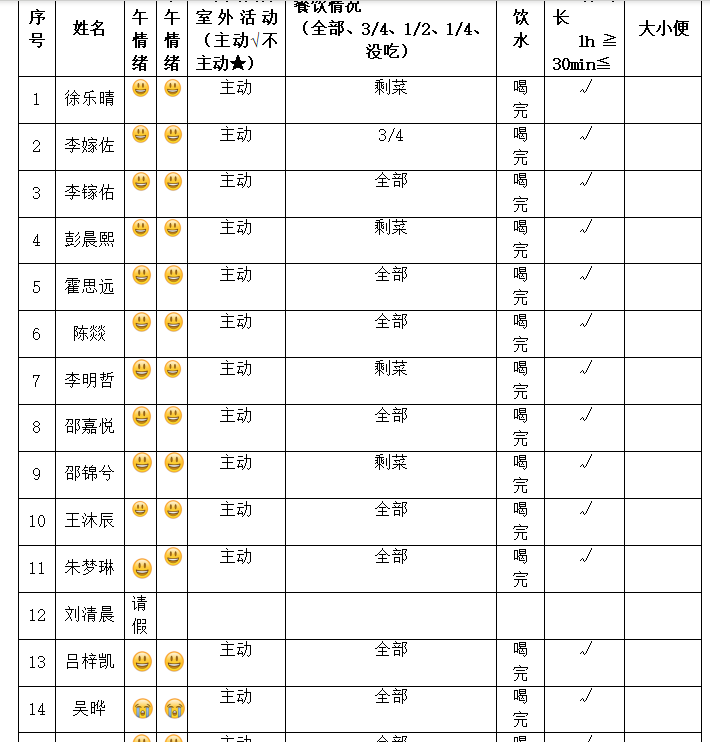 序号 姓名 午情绪 午情绪 室外活动（主动√不主动★） 餐饮情况（全部、3/4、1/2、1/4、没吃） 饮水 长 1h ≧ 30min≦ 大小便
1 徐乐晴 😃 😃 主动 剩菜 喝完 √
2 李嫁佐 😃 😃 主动 3/4 喝完 √
3 李镓佑 😃 😃 主动 全部 喝完 √
4 彭晨熙 😃 😃 主动 剩菜 喝完 √
5 霍思远 😃 😃 主动 全部 喝完 √
6 陈燚 😃 😃 主动 全部 喝完 √
7 李明哲 😃 😃 主动 剩菜 喝完 √
8 邵嘉悦 😃 😃 主动 全部 喝完 √
9 邵锦兮 😃 😃 主动 剩菜 喝完 √
10 王沐辰 😃 😃 主动 全部 喝完 √
11 朱梦琳 😃 😃 主动 全部 喝完 √
12 刘清晨 请假
13 吕梓凯 😃 😃 主动 全部 喝完 √
14 吴晔 😭 😭 主动 全部 喝完 √
主动 全部 喝 √